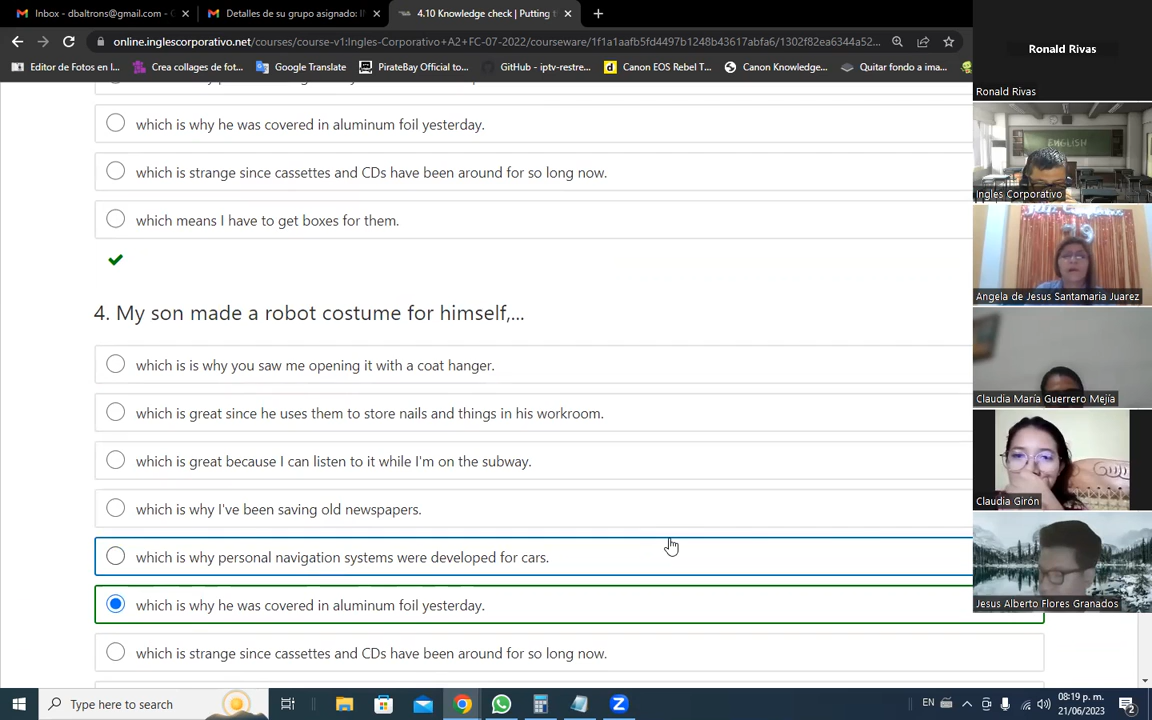 Inbox - dbaltrons@gmail.com -
Detalles de su grupo asignado: I
4.10 Knowledge check | Putting t
online.inglescorporativo.net/courses/course-v1:Ingles-Corporativo+A2+FC-07-2022/courseware/1f1a1aafb5fd4497b1248b43617abfa6/1302f82ea6344a52...
Editor de Fotos en l...
Crea collages de fot...
Google Translate
PirateBay Official to...
GitHub - iptv-restre...
Canon EOS Rebel T...
Canon Knowledge...
Quitar fondo a ima...
which is why he was covered in aluminum foil yesterday.
which is strange since cassettes and CDs have been around for so long now.
which means I have to get boxes for them.
4. My son made a robot costume for himself,...
which is is why you saw me opening it with a coat hanger.
which is great since he uses them to store nails and things in his workroom.
which is great because I can listen to it while I'm on the subway.
which is why I've been saving old newspapers.
which is why personal navigation systems were developed for cars.
which is why he was covered in aluminum foil yesterday.
which is strange since cassettes and CDs have been around for so long now.
Ronald Rivas
Ronald Rivas
ENGLISH
Ingles Corporativo
Angela de Jesus Santamaria Juarez
Claudia María Guerrero Mejía
Claudia Girón
Jesus Alberto Flores Granados
Type here to search
EN
08:19 p. m.
21/06/2023
2